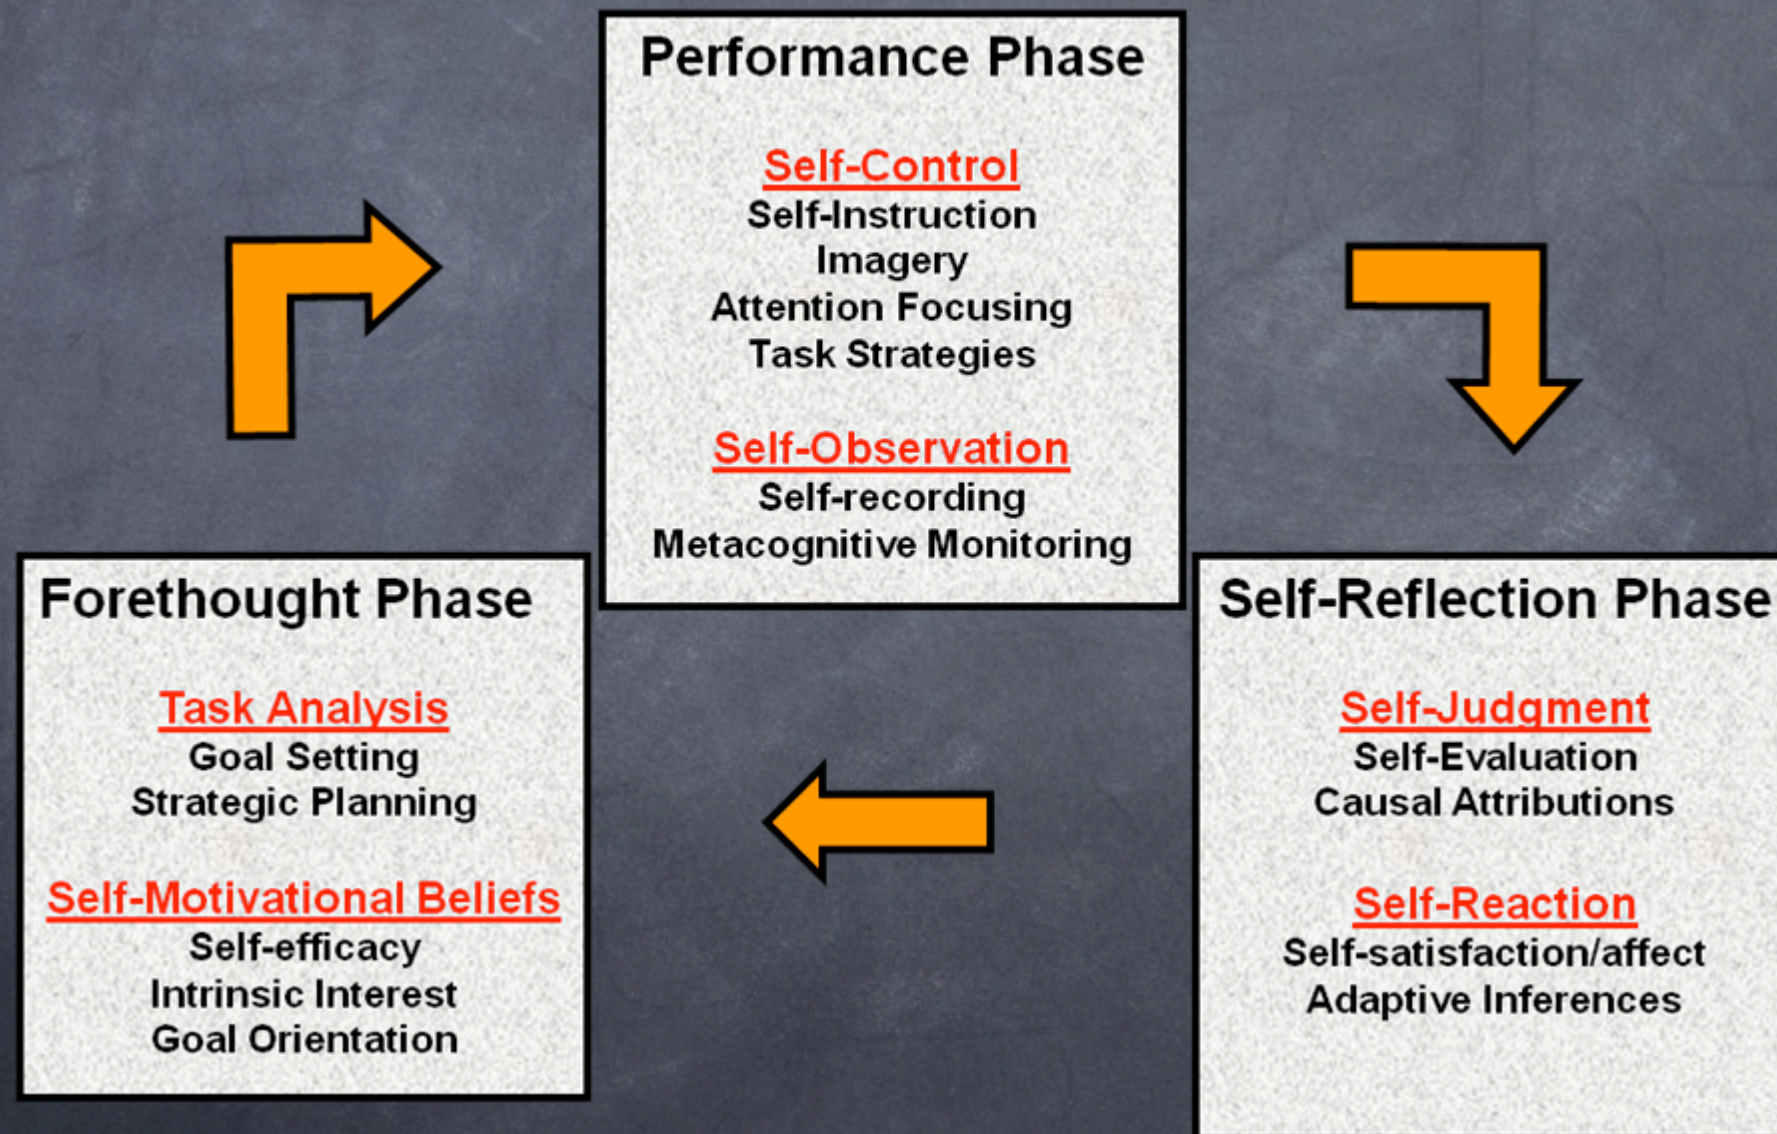 Performance Phase
Self-Control
Self-Instruction
Imagery
Attention Focusing
Task Strategies
Self-Observation
Self-recording
Metacognitive Monitoring
Forethought Phase
Task Analysis
Goal Setting
Strategic Planning
Self-Motivational Beliefs
Self-efficacy
Intrinsic Interest
Goal Orientation
Self-Reflection Phase
Self-Judgment
Self-Evaluation
Causal Attributions
Self-Reaction
Self-satisfaction/affect
Adaptive Inferences